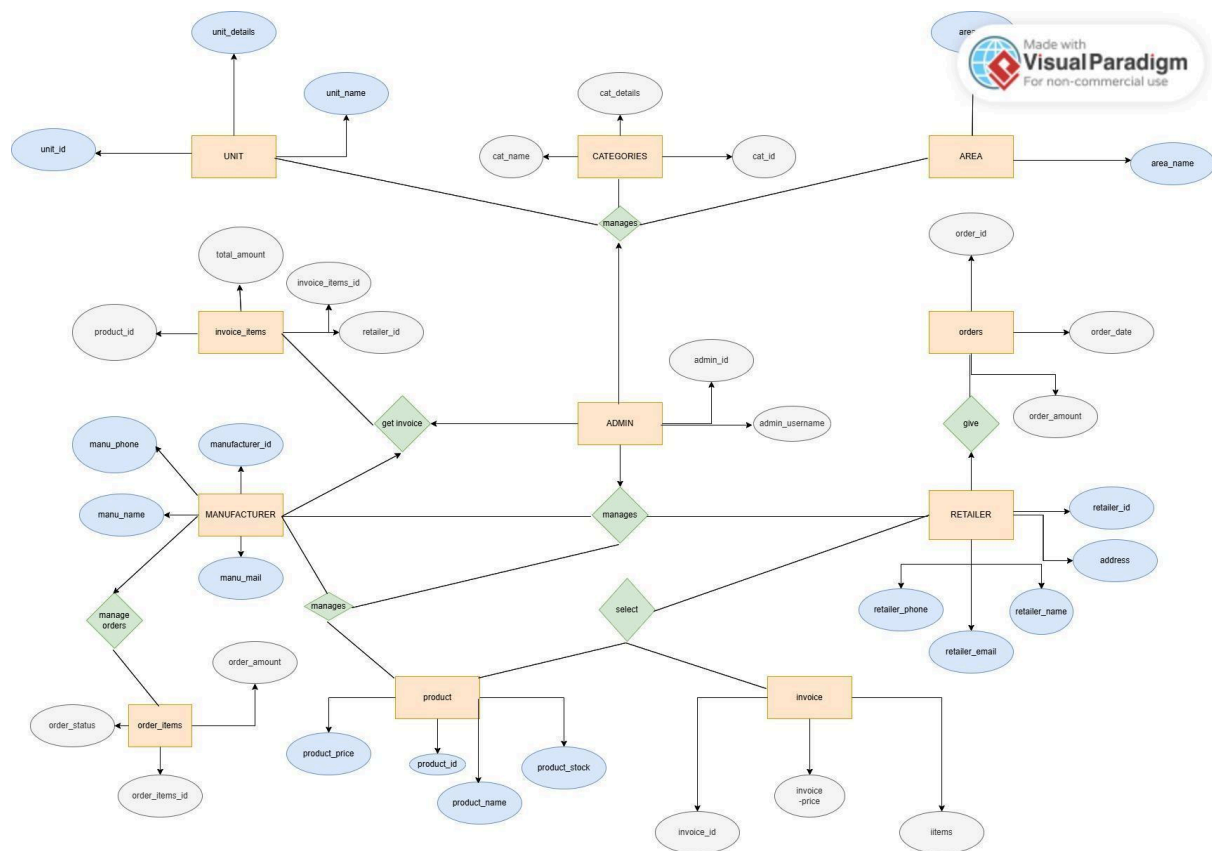 unit_details
area
Made with
VisualParadigm
For non-commercial use
unit_name
cat_details
unit_id
UNIT
cat_name
CATEGORIES
cat_id
AREA
area_name
manages
order_id
total_amount
invoice_items_id
product_id
invoice_items
retailer_id
orders
order_date
admin_id
order_amount
get invoice
ADMIN
admin_username
give
manu_phone
manufacturer_id
manu_name
MANUFACTURER
manages
RETAILER
retailer_id
address
manu_mail
manages
select
manage
orders
retailer_phone
retailer_name
retailer_email
order_amount
order_status
order_items
product
invoice
product_price
product_id
product_stock
order_items_id
product_name
invoice
-price
invoice_id
iitems